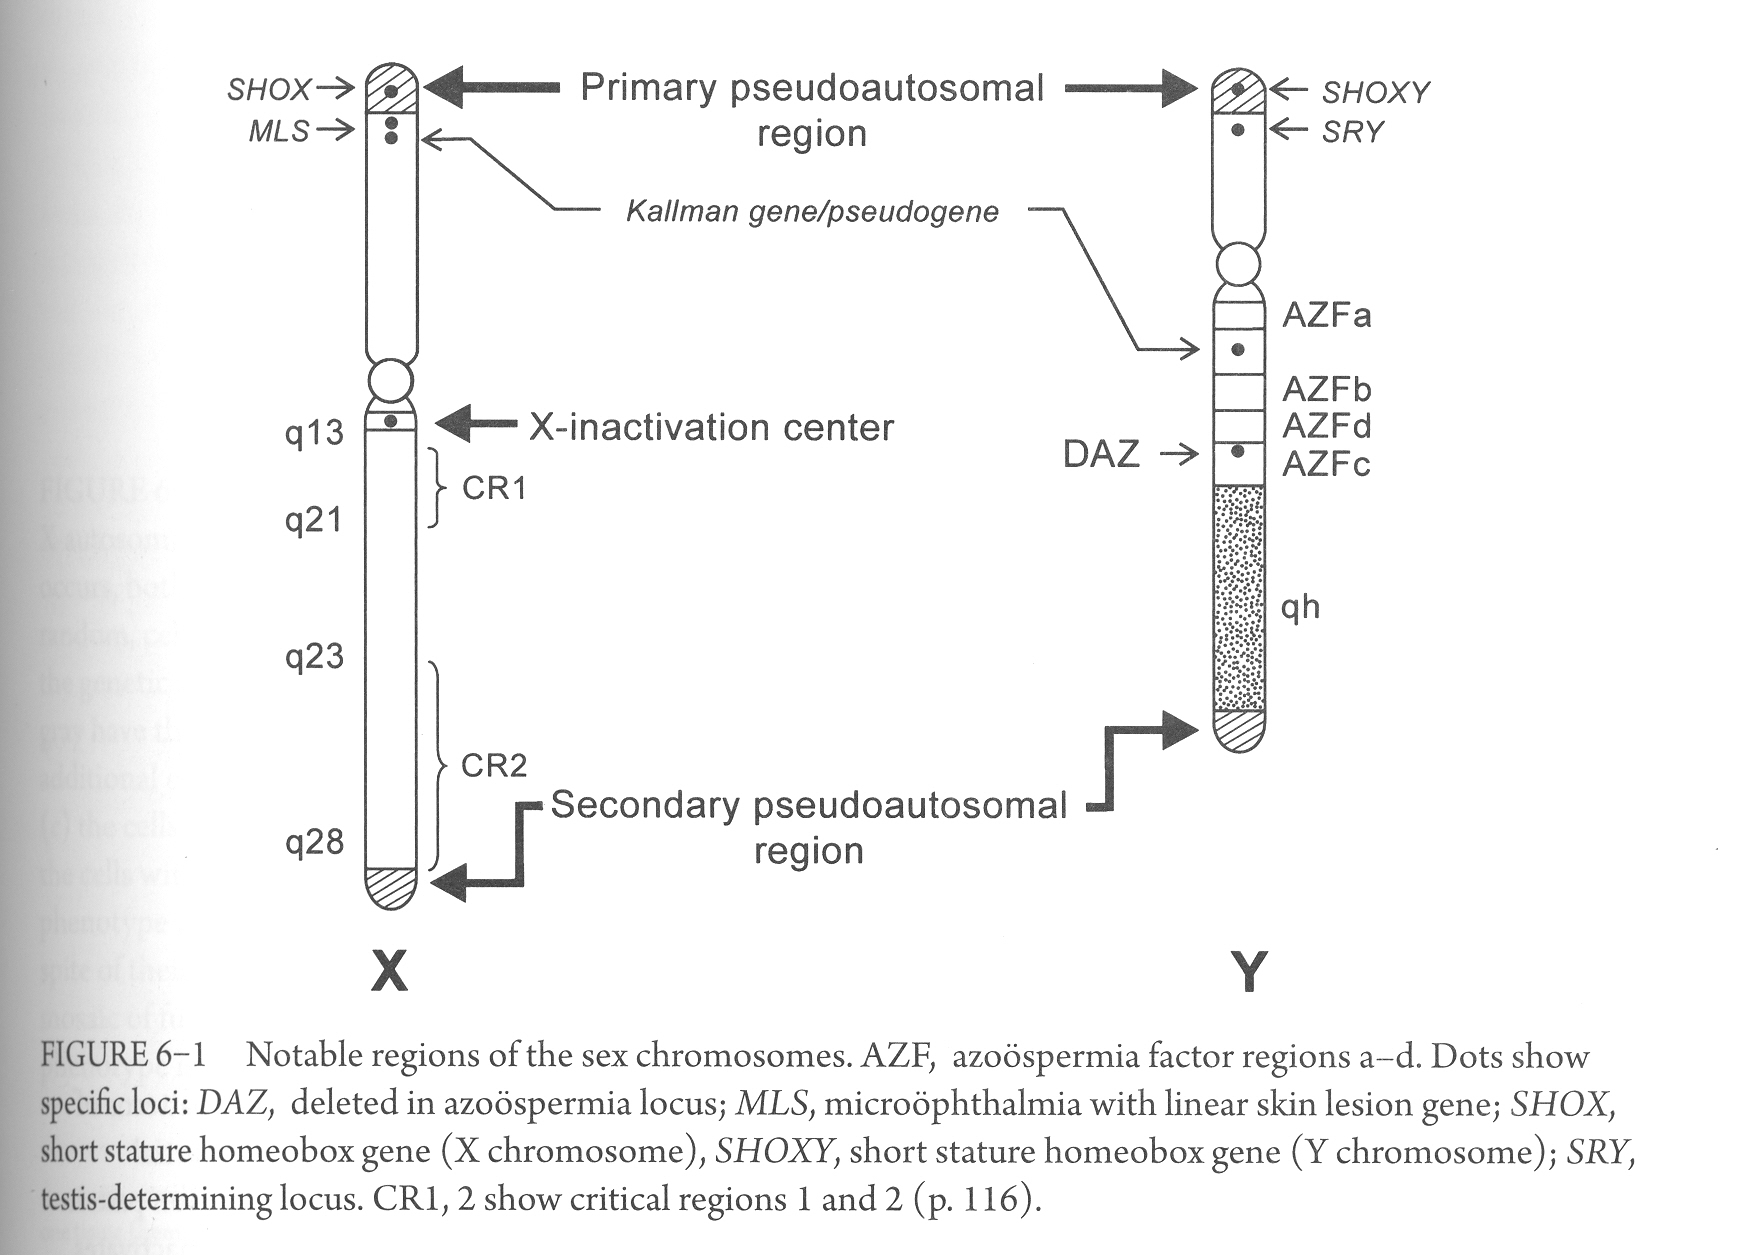 SHOX
Primary pseudoautosomal
region
SHOXY
MLS
SRY
Kallman gene/pseudogene
AZFa
AZFb
AZFd
AZFc
DAZ
q13
X-inactivation center
CR1
q21
qh
q23
CR2
Secondary pseudoautosomal
region
q28
X
Y
FIGURE 6–1 Notable regions of the sex chromosomes. AZF, azoöspermia factor regions a–d. Dots show
specific loci: DAZ, deleted in azoöspermia locus; MLS, microöphthalmia with linear skin lesion gene; SHOX,
short stature homeobox gene (X chromosome), SHOXY, short stature homeobox gene (Y chromosome); SRY,
testis-determining locus. CR1, 2 show critical regions 1 and 2 (p. 116).